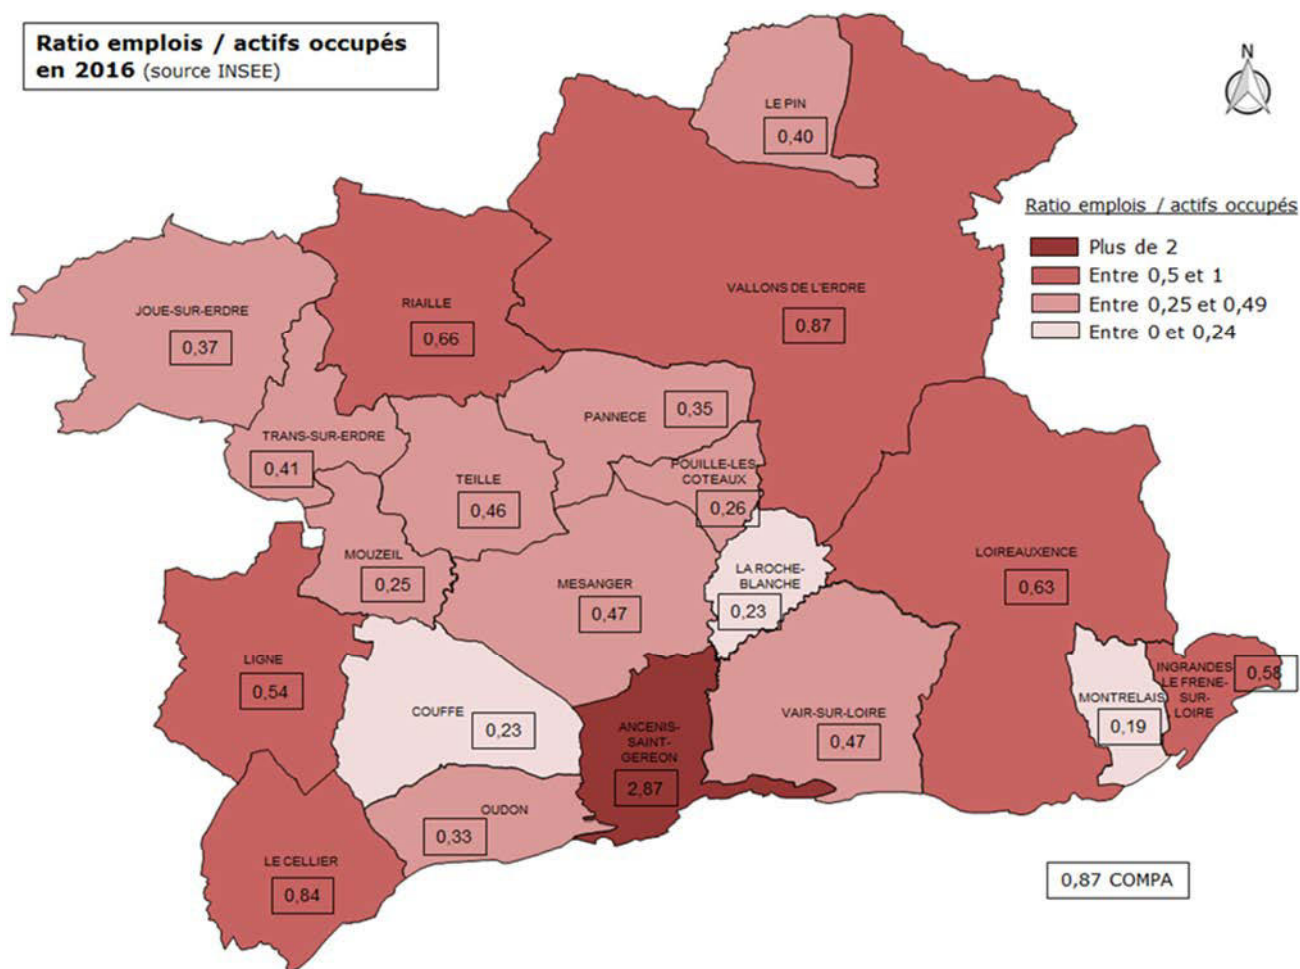 Ratio emplois / actifs occupés
en 2016 (source INSEE)
N
Ratio emplois / actifs occupés
Plus de 2
Entre 0,5 et 1
Entre 0,25 et 0,49
Entre 0 et 0,24
LE PIN
0,40
VALLONS DE L'ERDRE
0,87
RIAILLE
0,66
JOUE-SUR-ERDRE
0,37
PANNECE
0,35
TRANS-SUR-ERDRE
0,41
TEILLE
0,46
POUILLE-LES-
COTEAUX
0,26
MOUZEIL
0,25
MESANGER
0,47
LA ROCHE-
BLANCHE
0,23
LOIREAUXENCE
0,63
LIGNE
0,54
COUFFE
0,23
ANCENIS-
SAINT-
GEREON
2,87
VAIR-SUR-LOIRE
0,47
MONTRELAIS
0,19
INGRANDES-
LE FRENE-
SUR-
LOIRE
0,58
OUDON
0,33
LE CELLIER
0,84
0,87 COMPA